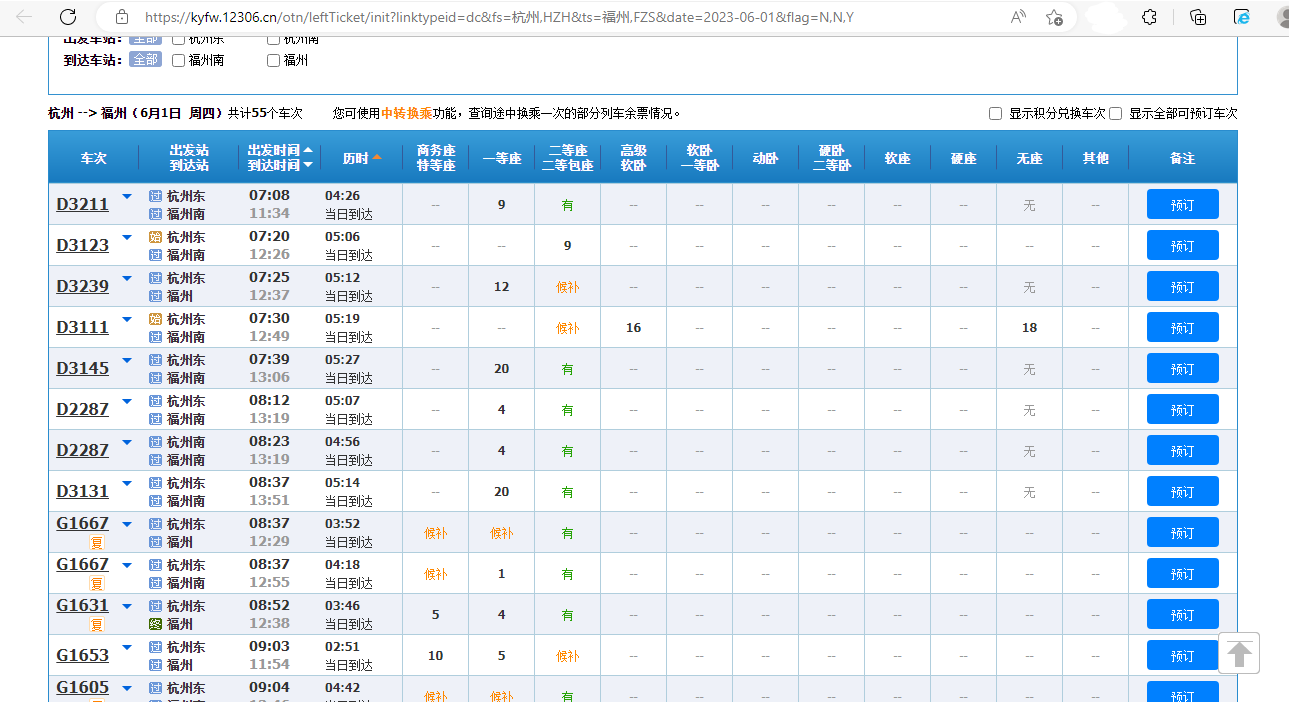 https://kyfw.12306.cn/otn/leftTicket/init?linktypeid=dc&fs=杭州,HZH&ts=福州,FZS&date=2023-06-01&flag=N,N,Y
出发车站： 全部 杭州东 杭州南
到达车站： 全部 福州南 福州
杭州 --> 福州（6月1日 周四）共计55个车次 您可使用中转换乘功能，查询途中换乘一次的部分列车余票情况。 显示积分兑换车次 显示全部可预订车次
车次 出发站 到达站 出发时间 到达时间 历时 商务座 特等座 一等座 二等座 二等包座 高级 软卧 软卧 一等卧 动卧 硬卧 二等卧 软座 硬座 无座 其他 备注
D3211 过 杭州东 07:08 04:26 -- 9 有 -- -- -- -- -- -- 无 -- 预订
过 福州南 11:34 当日到达
D3123 始 杭州东 07:20 05:06 -- -- 9 -- -- -- -- -- -- -- -- 预订
过 福州南 12:26 当日到达
D3239 过 杭州东 07:25 05:12 -- 12 候补 -- -- -- -- -- -- 无 -- 预订
过 福州 12:37 当日到达
D3111 始 杭州东 07:30 05:19 -- -- 候补 16 -- -- -- -- -- 18 -- 预订
过 福州南 12:49 当日到达
D3145 过 杭州东 07:39 05:27 -- 20 有 -- -- -- -- -- -- 无 -- 预订
过 福州南 13:06 当日到达
D2287 过 杭州东 08:12 05:07 -- 4 有 -- -- -- -- -- -- 无 -- 预订
过 福州南 13:19 当日到达
D2287 过 杭州南 08:23 04:56 -- 4 有 -- -- -- -- -- -- 无 -- 预订
过 福州南 13:19 当日到达
D3131 过 杭州东 08:37 05:14 -- 20 有 -- -- -- -- -- -- 无 -- 预订
过 福州南 13:51 当日到达
G1667 过 杭州东 08:37 03:52 候补 候补 有 -- -- -- -- -- -- -- -- 预订
复 过 福州 12:29 当日到达
G1667 过 杭州东 08:37 04:18 候补 1 有 -- -- -- -- -- -- -- -- 预订
复 过 福州南 12:55 当日到达
G1631 过 杭州东 08:52 03:46 5 4 有 -- -- -- -- -- -- -- -- 预订
复 终 福州 12:38 当日到达
G1653 过 杭州东 09:03 02:51 10 5 候补 -- -- -- -- -- -- -- -- 预订
过 福州 11:54 当日到达
G1605 过 杭州东 09:04 04:42 候补 候补 有 -- -- -- -- -- -- -- -- 预订